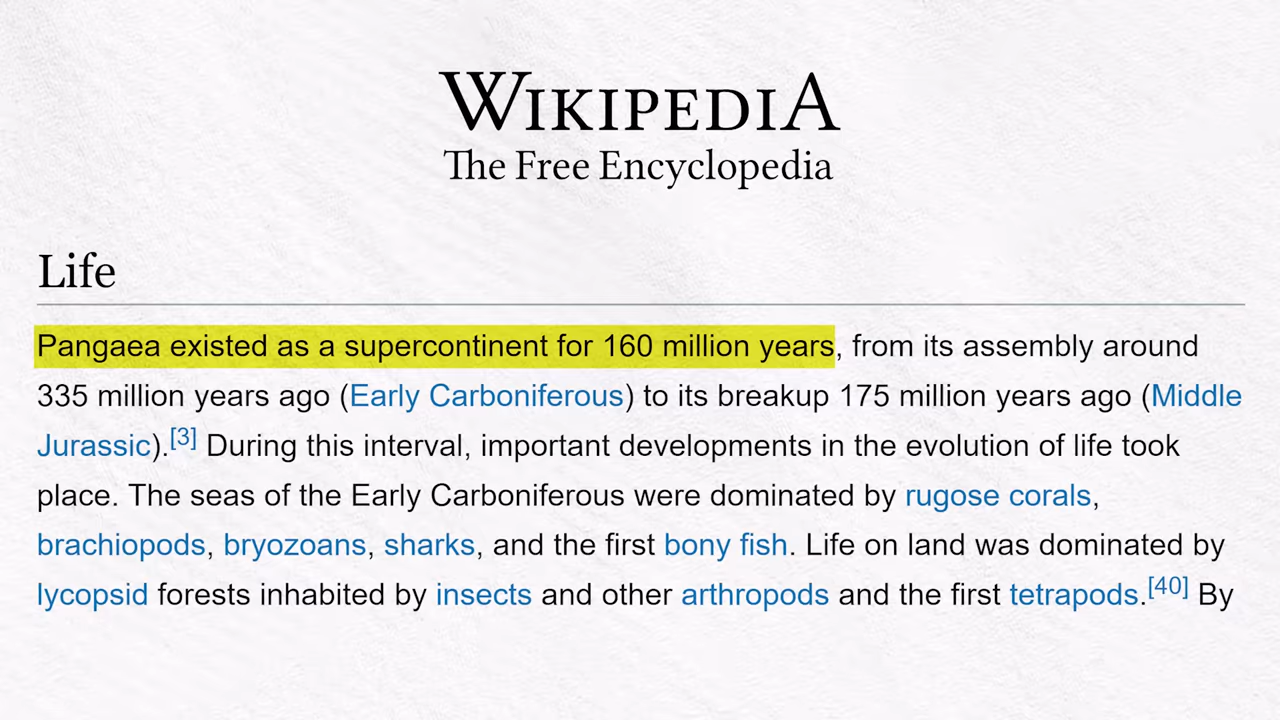 WIKIPEDIA
The Free Encyclopedia
Life
Pangaea existed as a supercontinent for 160 million years, from its assembly around
335 million years ago (Early Carboniferous) to its breakup 175 million years ago (Middle
Jurassic).[3] During this interval, important developments in the evolution of life took
place. The seas of the Early Carboniferous were dominated by rugose corals,
brachiopods, bryozoans, sharks, and the first bony fish. Life on land was dominated by
lycopsid forests inhabited by insects and other arthropods and the first tetrapods.[40] By